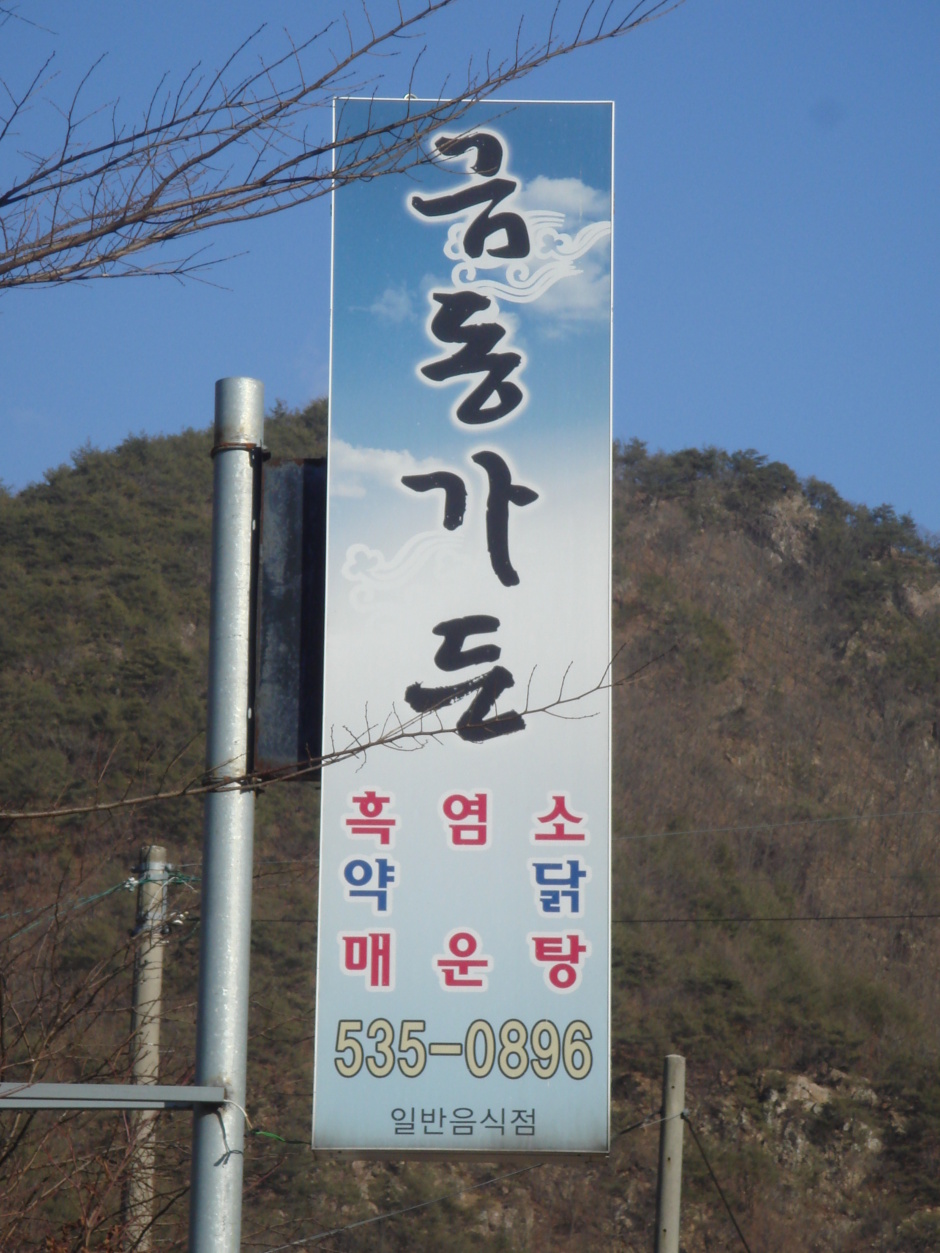 금동가든
흑염소
약닭
매운탕
535-0896
일반음식점